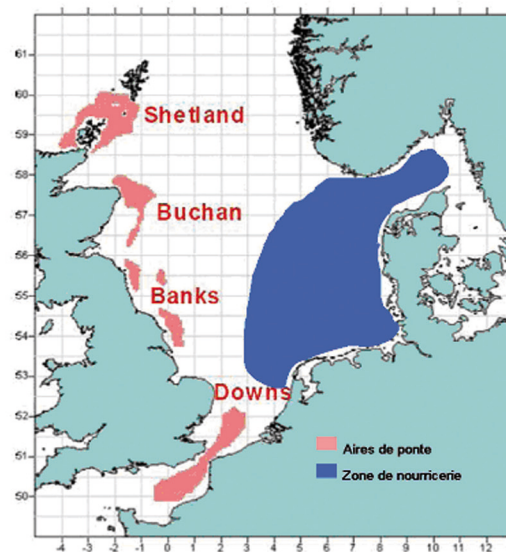 61
60
59
58
57
56
55
54
53
52
51
50
Shetland
Buchan
Banks
Downs
Aires de ponte
Zone de nourricerie
-4 -3 -2 -1 0 1 2 3 4 5 6 7 8 9 10 11 12